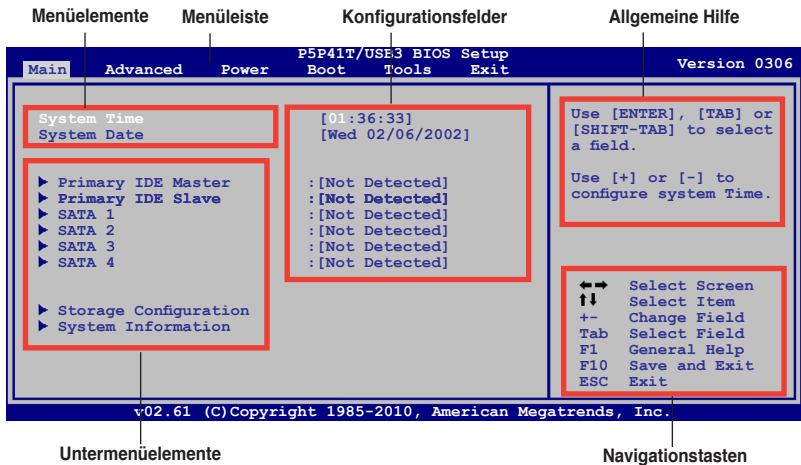 Menüelemente Menüleiste Konfigurationsfelder Allgemeine Hilfe
P5P41T/USB3 BIOS Setup
Version 0306
Main Advanced Power Boot Tools Exit
System Time [01:36:33]
System Date [Wed 02/06/2002]
Primary IDE Master :[Not Detected]
Primary IDE Slave :[Not Detected]
SATA 1 :[Not Detected]
SATA 2 :[Not Detected]
SATA 3 :[Not Detected]
SATA 4 :[Not Detected]
Storage Configuration
System Information
Use [ENTER], [TAB] or
[SHIFT-TAB] to select
a field.
Use [+] or [-] to
configure system Time.
←→ Select Screen
↑↓ Select Item
+- Change Field
Tab Select Field
F1 General Help
F10 Save and Exit
ESC Exit
v02.61 (C)Copyright 1985-2010, American Megatrends, Inc.
Untermenüelemente Navigationstasten